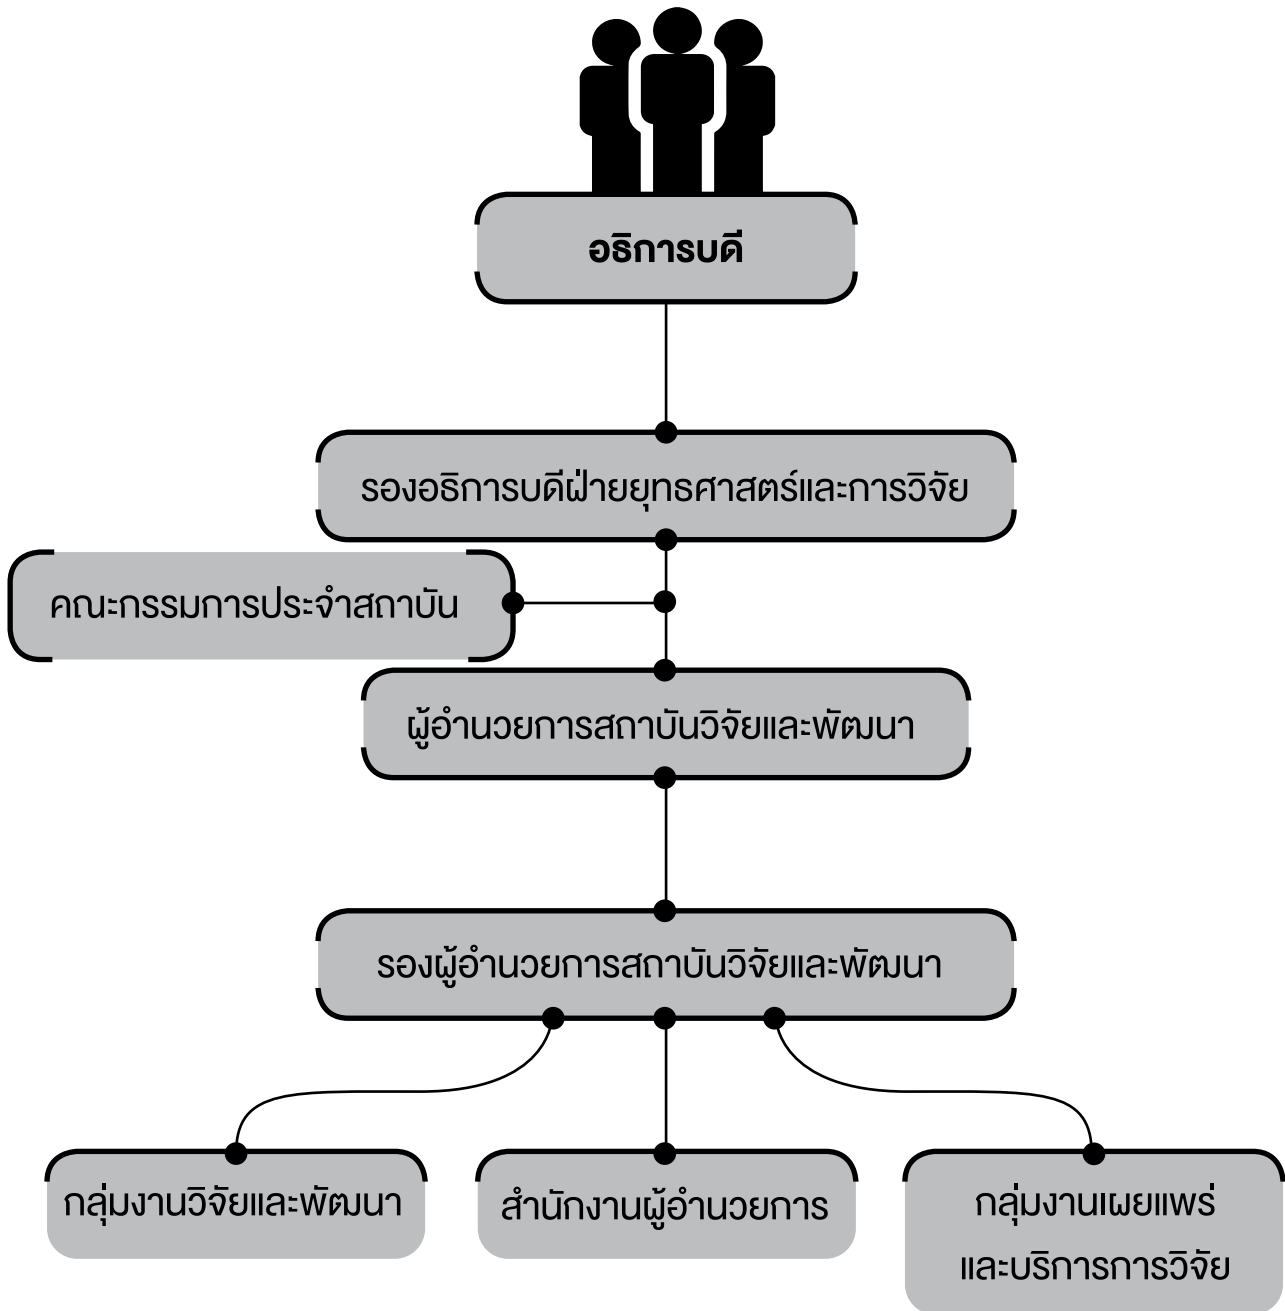 อธิการบดี
รองอธิการบดีฝ่ายยุทธศาสตร์และการวิจัย
คณะกรรมการประจำสถาบัน
ผู้อำนวยการสถาบันวิจัยและพัฒนา
รองผู้อำนวยการสถาบันวิจัยและพัฒนา
กลุ่มงานวิจัยและพัฒนา
สำนักงานผู้อำนวยการ
กลุ่มงานเผยแพร่
และบริการการวิจัย